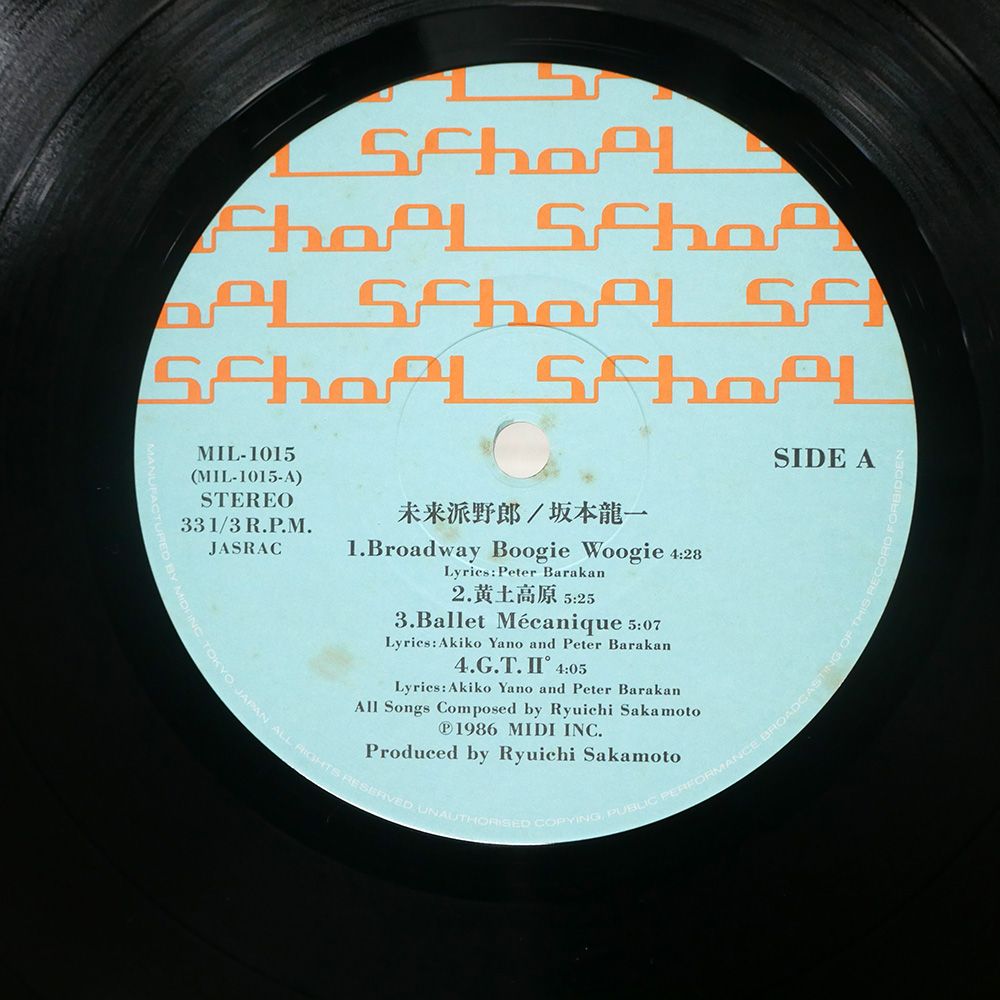 School School
School School
School School School
School School
MIL-1015
(MIL-1015-A)
STEREO
33 1/3 R.P.M.
JASRAC
SIDE A
未来派野郎／坂本龍一
1.Broadway Boogie Woogie 4:28
Lyrics:Peter Barakan
2.黄土高原 5:25
3.Ballet Mécanique 5:07
Lyrics:Akiko Yano and Peter Barakan
4.G.T.II° 4:05
Lyrics:Akiko Yano and Peter Barakan
All Songs Composed by Ryuichi Sakamoto
℗1986 MIDI INC.
Produced by Ryuichi Sakamoto
MANUFACTURED BY MIDI INC. TOKYO JAPAN ALL RIGHTS RESERVED. UNAUTHORISED COPYING, PUBLIC PERFORMANCE, BROADCASTING OF THIS RECORD FORBIDDEN